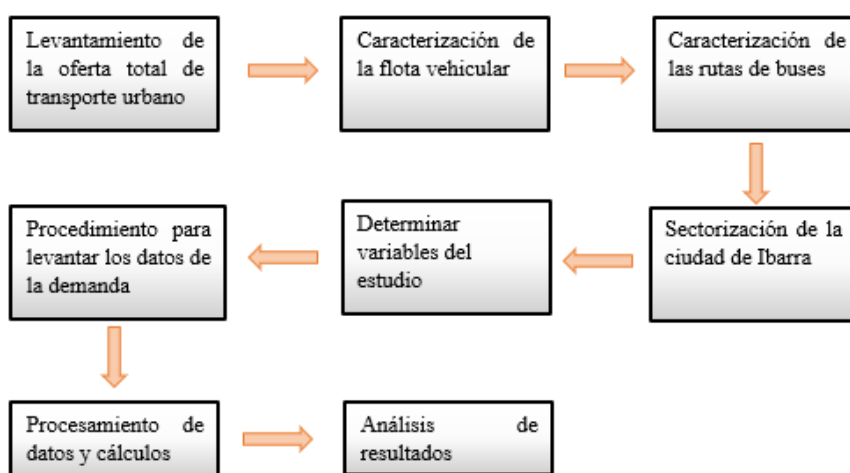 Levantamiento de
la oferta total de
transporte urbano
Caracterización de
la flota vehicular
Caracterización de
las rutas de buses
Sectorización de la
ciudad de Ibarra
Determinar
variables del
estudio
Procedimiento para
levantar los datos de
la demanda
Procesamiento de
datos y cálculos
Análisis de
resultados